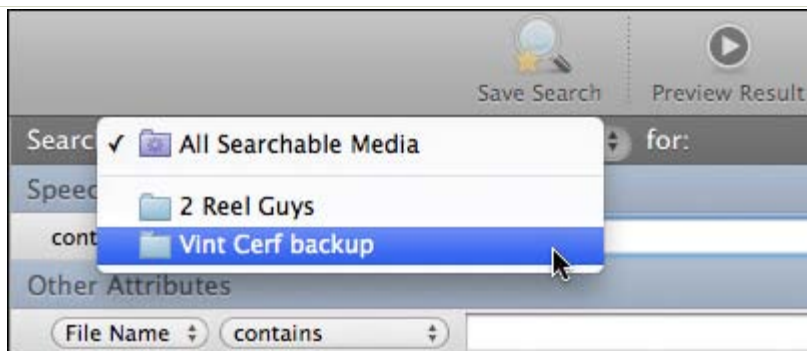 Save Search Preview Result
Searc ✓ All Searchable Media for:
Speec
2 Reel Guys
cont Vint Cerf backup
Other Attributes
File Name contains